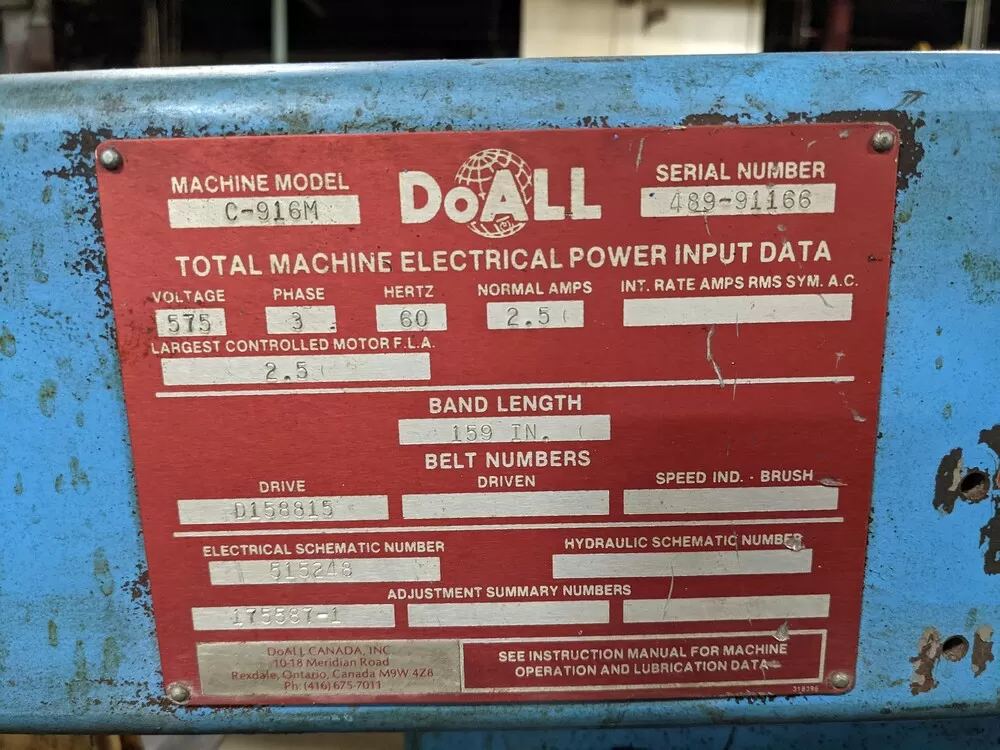 MACHINE MODEL
C-916M
DOALL
SERIAL NUMBER
489-91166
TOTAL MACHINE ELECTRICAL POWER INPUT DATA
VOLTAGE PHASE HERTZ NORMAL AMPS INT. RATE AMPS RMS SYM. A.C.
575 3 60 2.5
LARGEST CONTROLLED MOTOR F.L.A.
2.5
BAND LENGTH
159 IN.
BELT NUMBERS
DRIVE DRIVEN SPEED IND. - BRUSH
D158815
ELECTRICAL SCHEMATIC NUMBER HYDRAULIC SCHEMATIC NUMBER
515248
ADJUSTMENT SUMMARY NUMBERS
175587-1
DoALL CANADA, INC
10-18 Meridian Road
Rexdale, Ontario, Canada M9W 4Z8
Ph: (416) 675-7011
SEE INSTRUCTION MANUAL FOR MACHINE
OPERATION AND LUBRICATION DATA